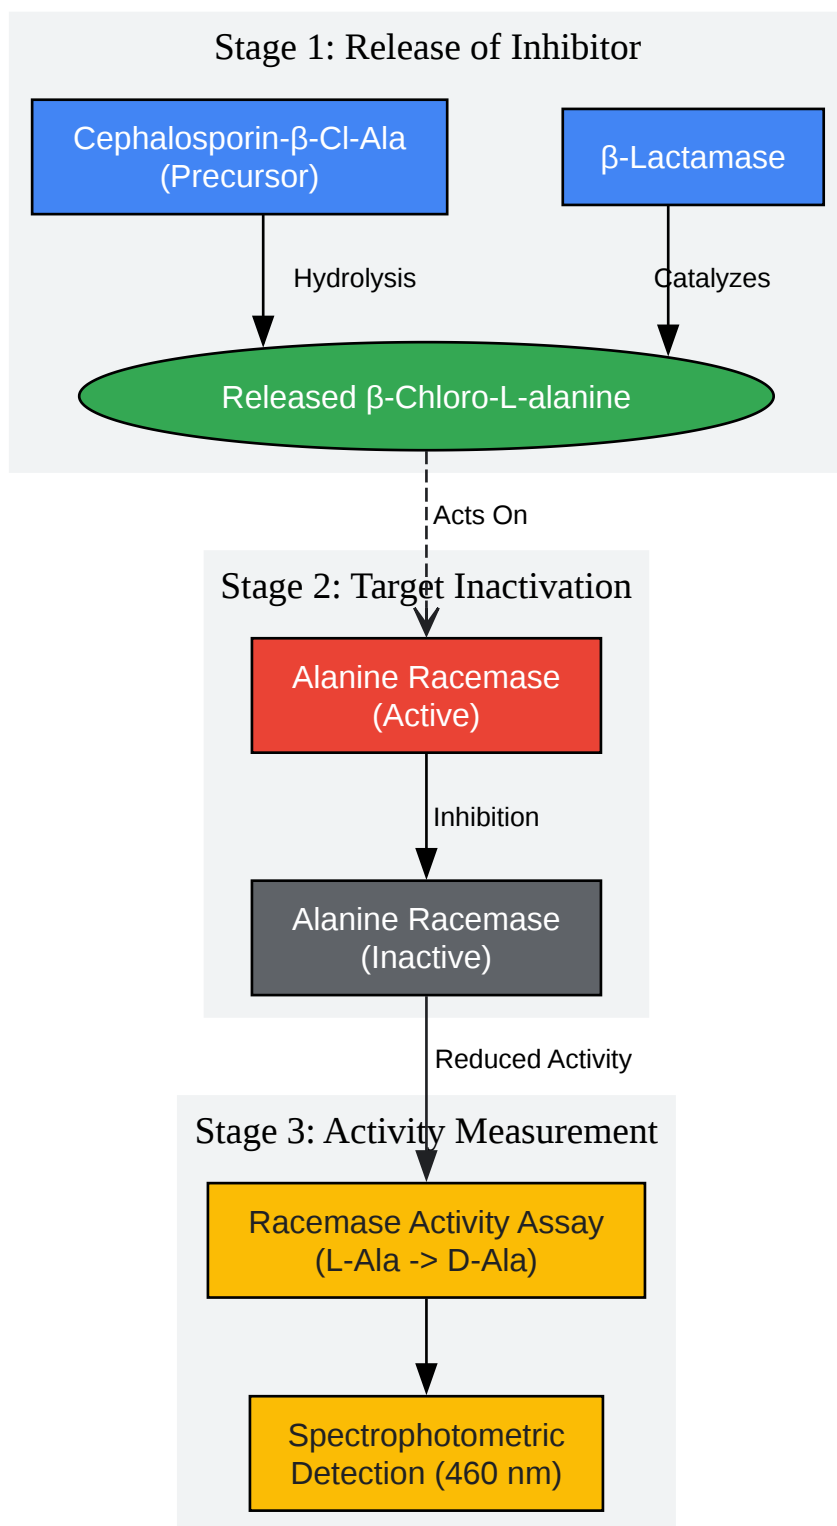 Stage 1: Release of Inhibitor
Cephalosporin-β-Cl-Ala
(Precursor)
β-Lactamase
Hydrolysis
Catalyzes
Released β-Chloro-L-alanine
Acts On
Stage 2: Target Inactivation
Alanine Racemase
(Active)
Inhibition
Alanine Racemase
(Inactive)
Reduced Activity
Stage 3: Activity Measurement
Racemase Activity Assay
(L-Ala -> D-Ala)
Spectrophotometric
Detection (460 nm)